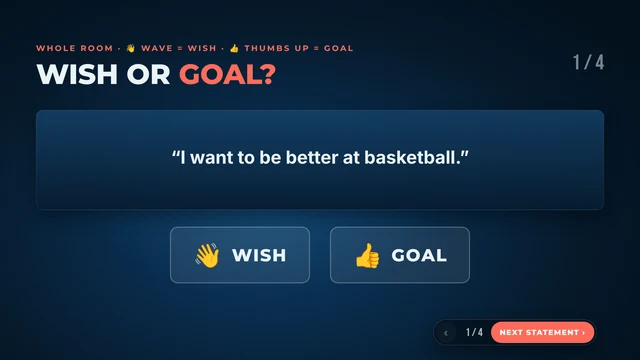 WHOLE ROOM · 👋 WAVE = WISH · 👍 THUMBS UP = GOAL
WISH OR GOAL?
1/4
“I want to be better at basketball.”
👋 WISH
👍 GOAL
‹ 1/4 NEXT STATEMENT ›